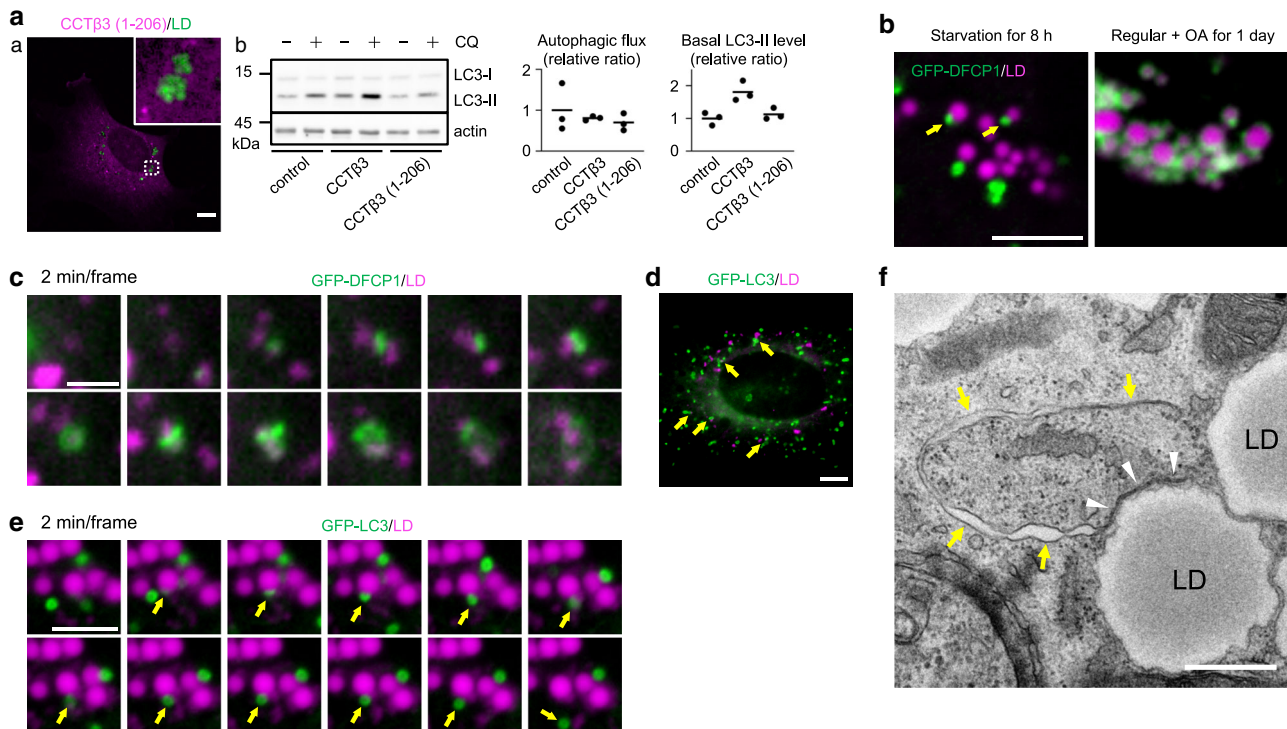 a
CCTβ3 (1-206)/LD
a
b
− + − + − + CQ
15
LC3-I
LC3-II
45
actin
kDa
control
CCTβ3
CCTβ3 (1-206)
Autophagic flux
(relative ratio)
2
1
0
control
CCTβ3
CCTβ3 (1-206)
Basal LC3-II level
(relative ratio)
2
1
0
control
CCTβ3
CCTβ3 (1-206)
b
Starvation for 8 h
Regular + OA for 1 day
GFP-DFCP1/LD
c
2 min/frame
GFP-DFCP1/LD
d
GFP-LC3/LD
e
2 min/frame
GFP-LC3/LD
f
LD
LD